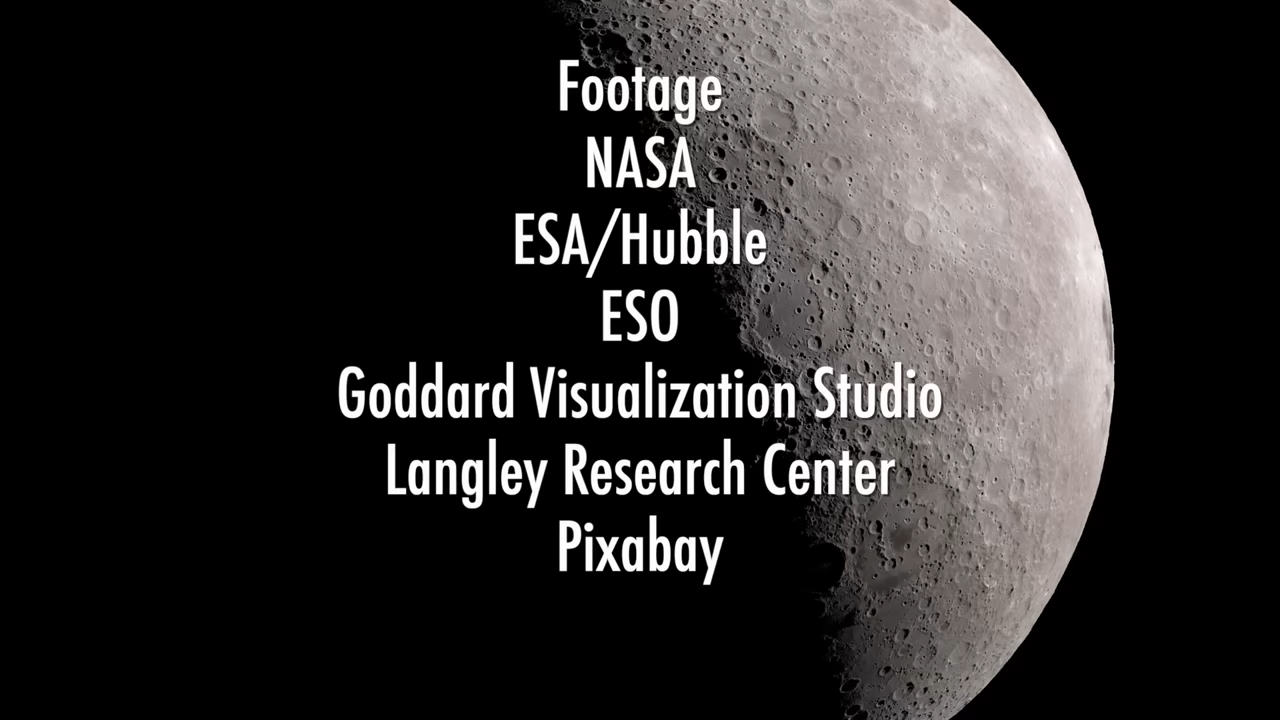 Footage
NASA
ESA/Hubble
ESO
Goddard Visualization Studio
Langley Research Center
Pixabay